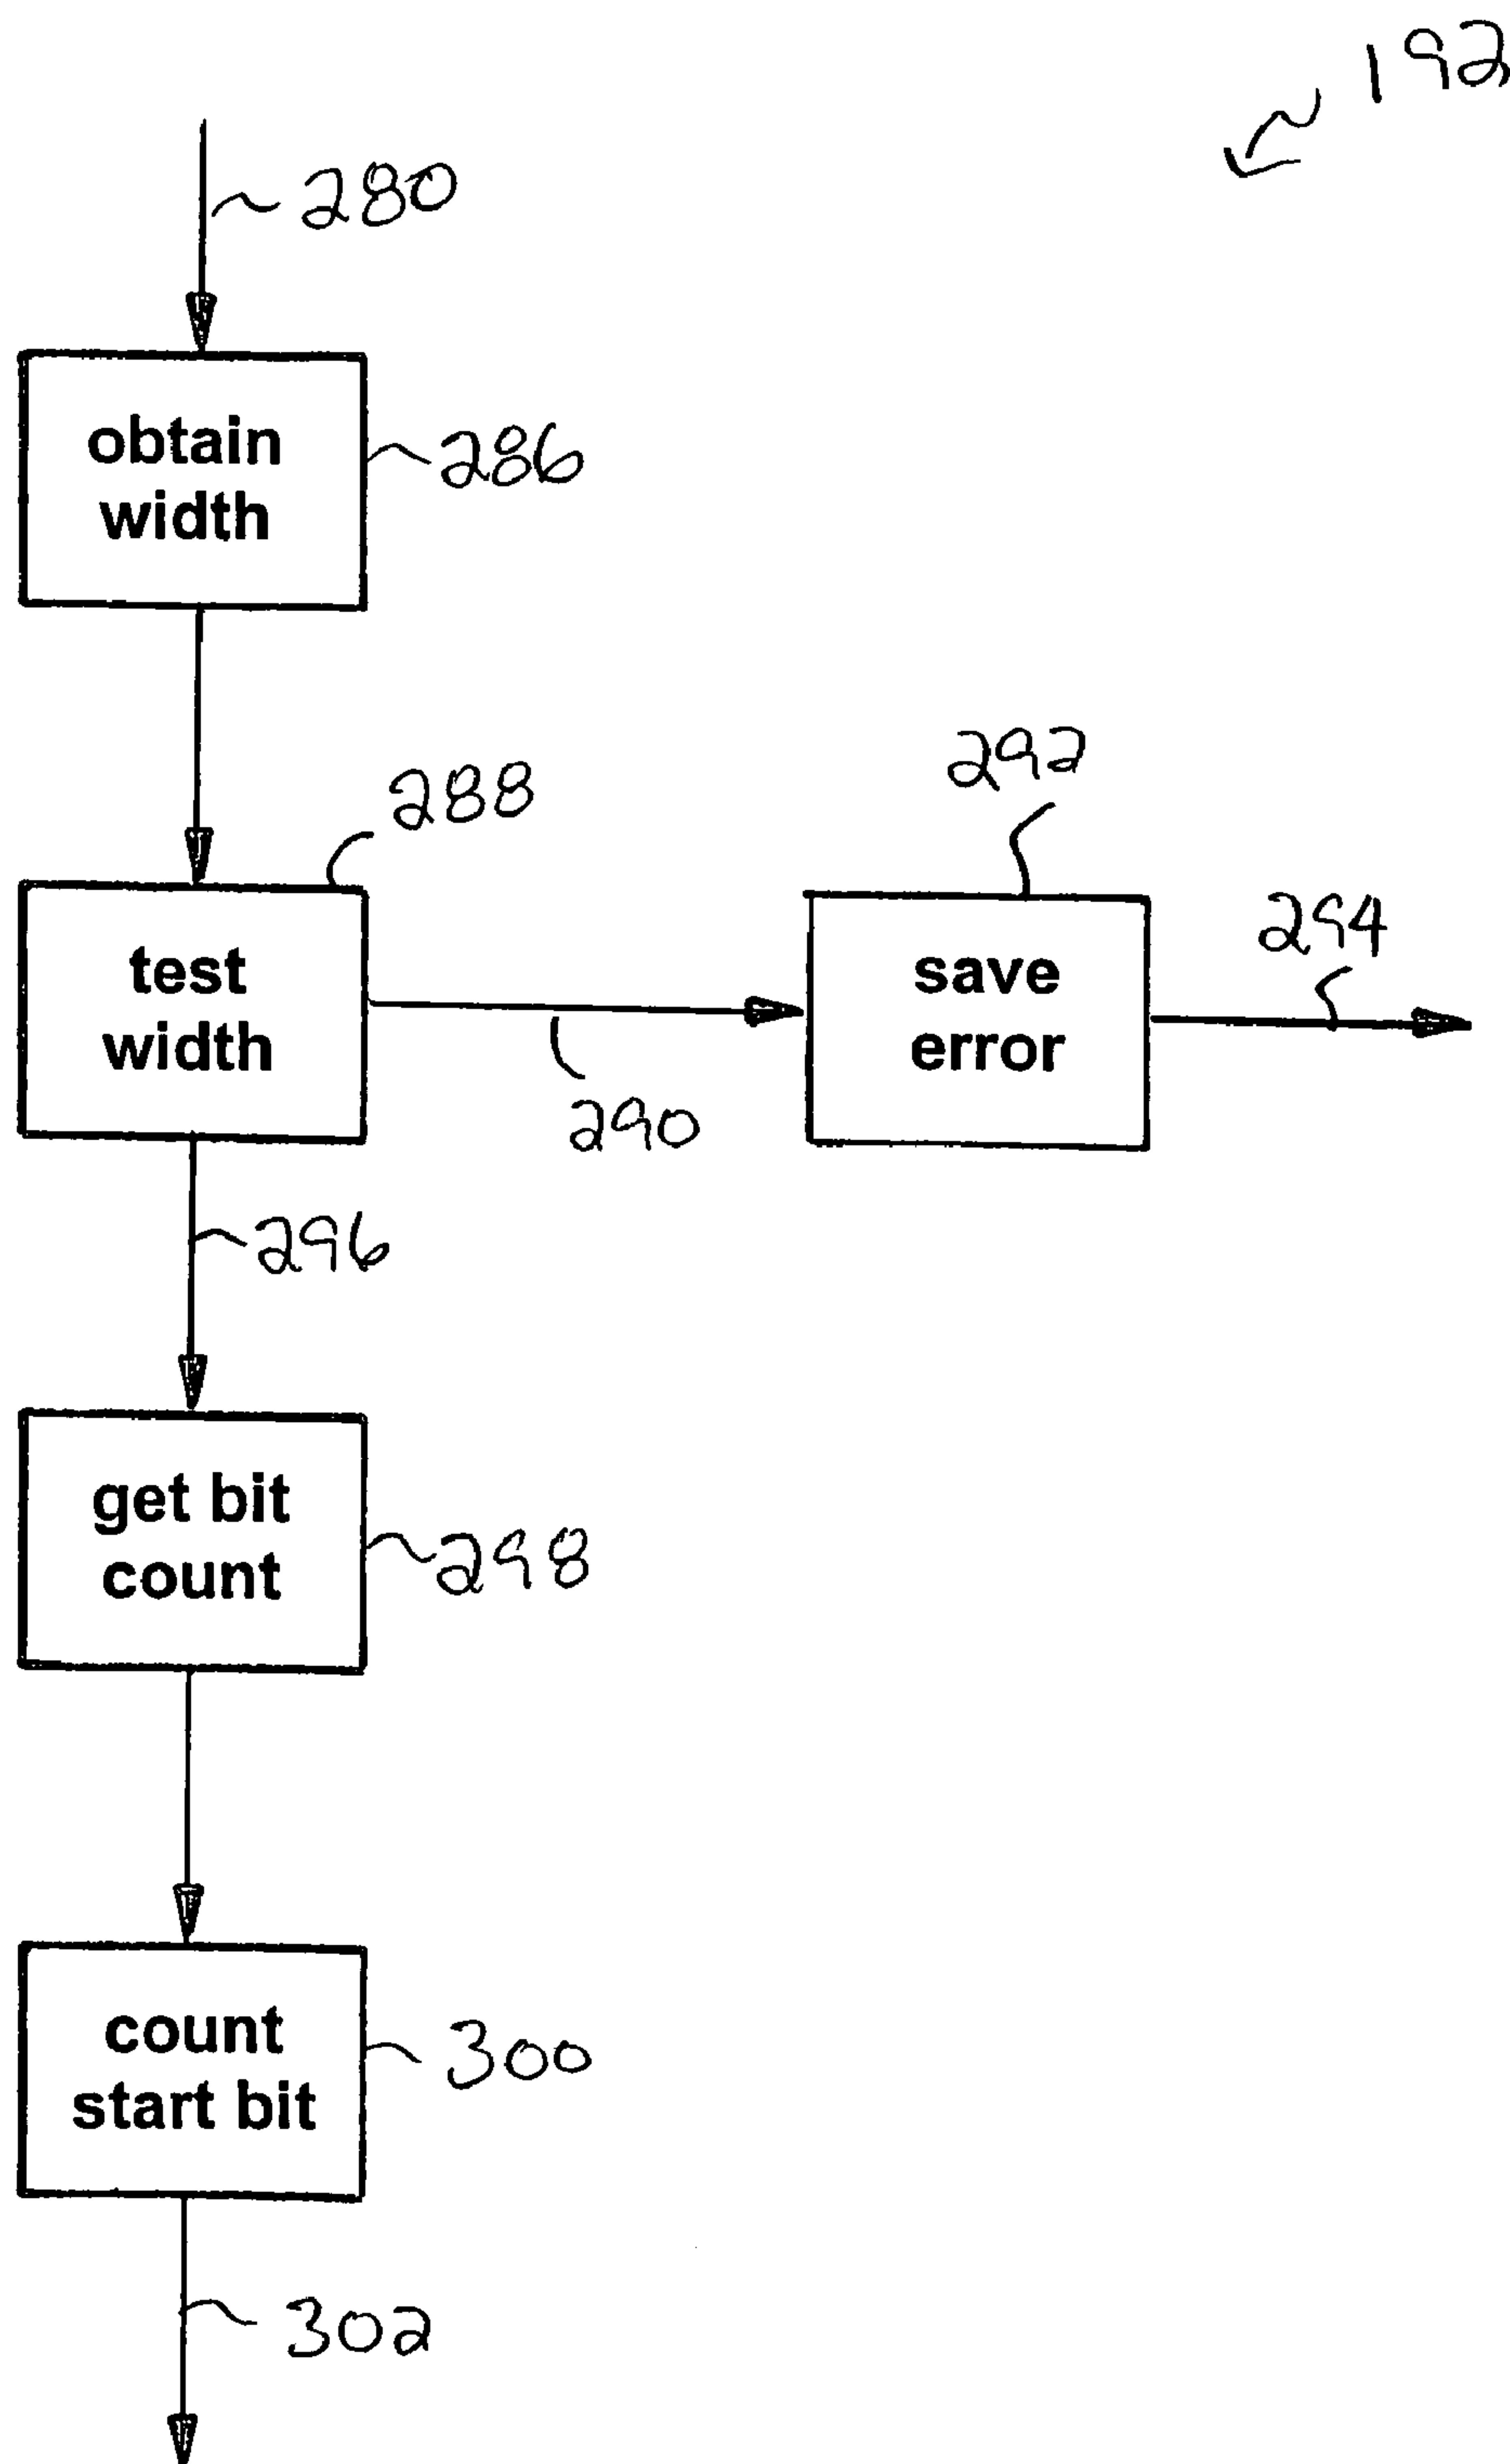 192
280
obtain
width
286
288
test
width
290
292
save
error
294
296
get bit
count
298
count
start bit
300
302